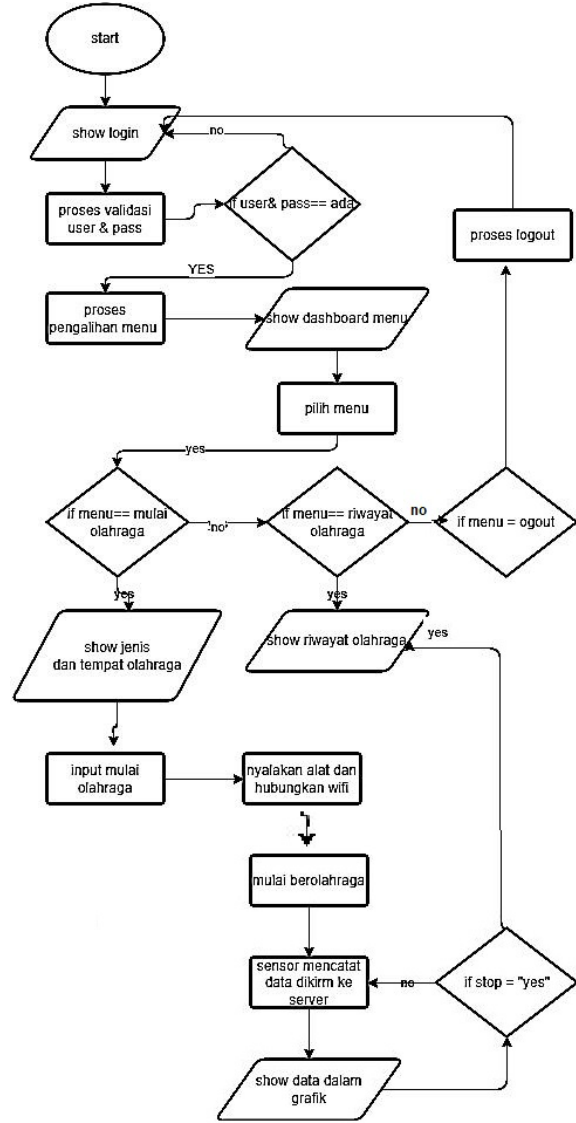 start
show login
no
proses validasi
user & pass
if user& pass== ada
proses logout
YES
proses
pengalihan menu
show dashboard menu
pilih menu
yes
if menu== mulai
olahraga
no
if menu== riwayat
olahraga
no
if menu = ogout
yes
yes
show jenis
dan tempat olahraga
show riwayat olahraga
yes
input mulai
olahraga
nyalakan alat dan
hubungkan wifi
mulai berolahraga
sensor mencatat
data dikirn ke
server
no
if stop = "yes"
show data dalam
grafik